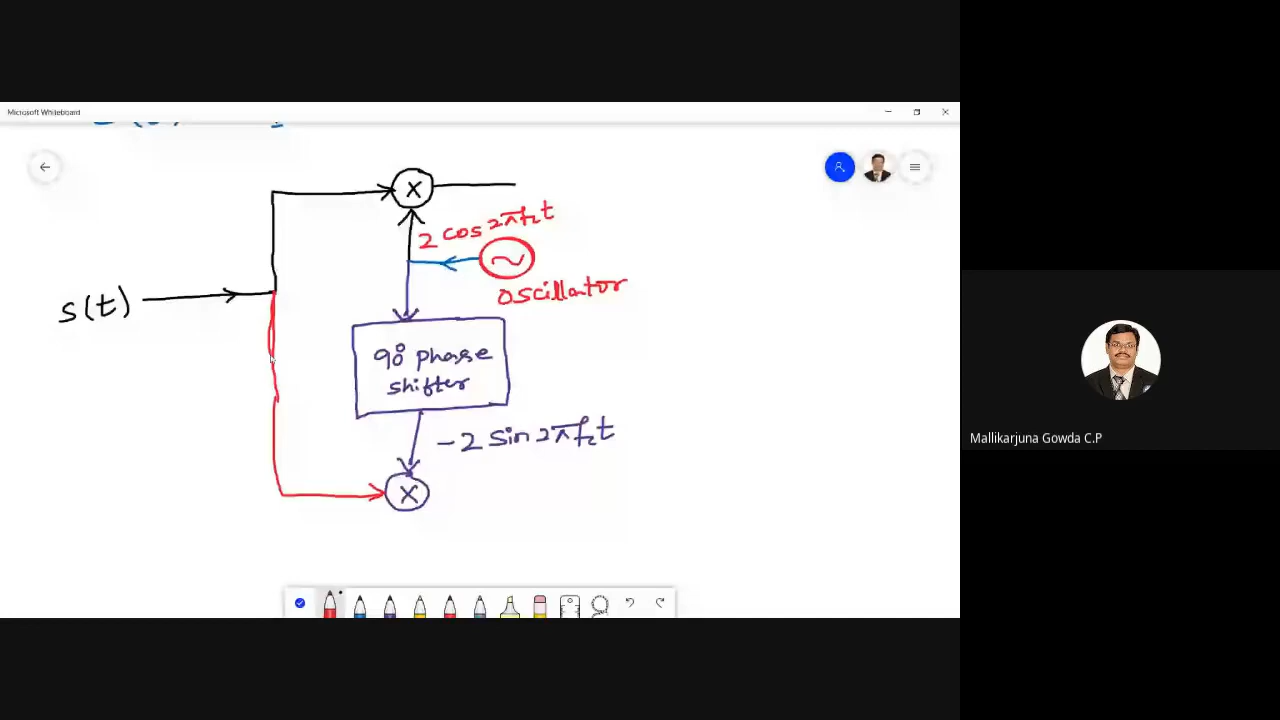 Microsoft Whiteboard
X
2 cos 2πfct
s(t)
oscillator
90° phase
shifter
-2 sin 2πfct
X
Mallikarjuna Gowda C.P